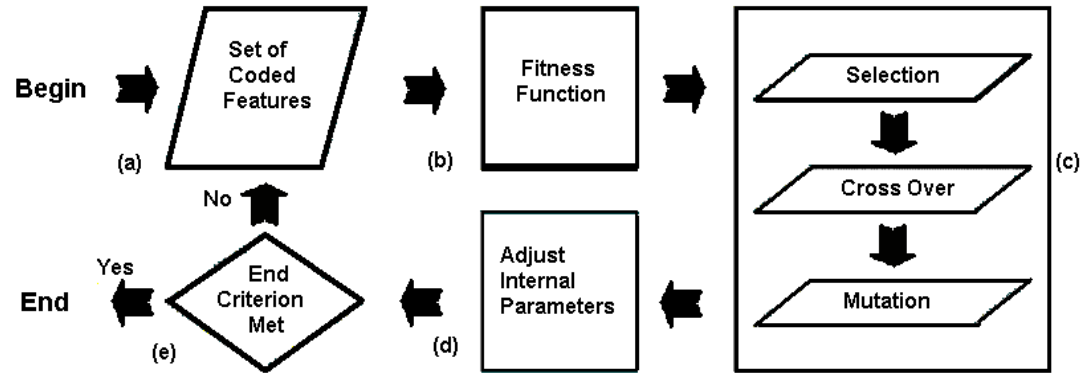 Begin
(a)
Set of
Coded
Features
(b)
Fitness
Function
Selection
Cross Over
Mutation
(c)
Adjust
Internal
Parameters
(d)
End
Criterion
Met
(e)
No
Yes
End